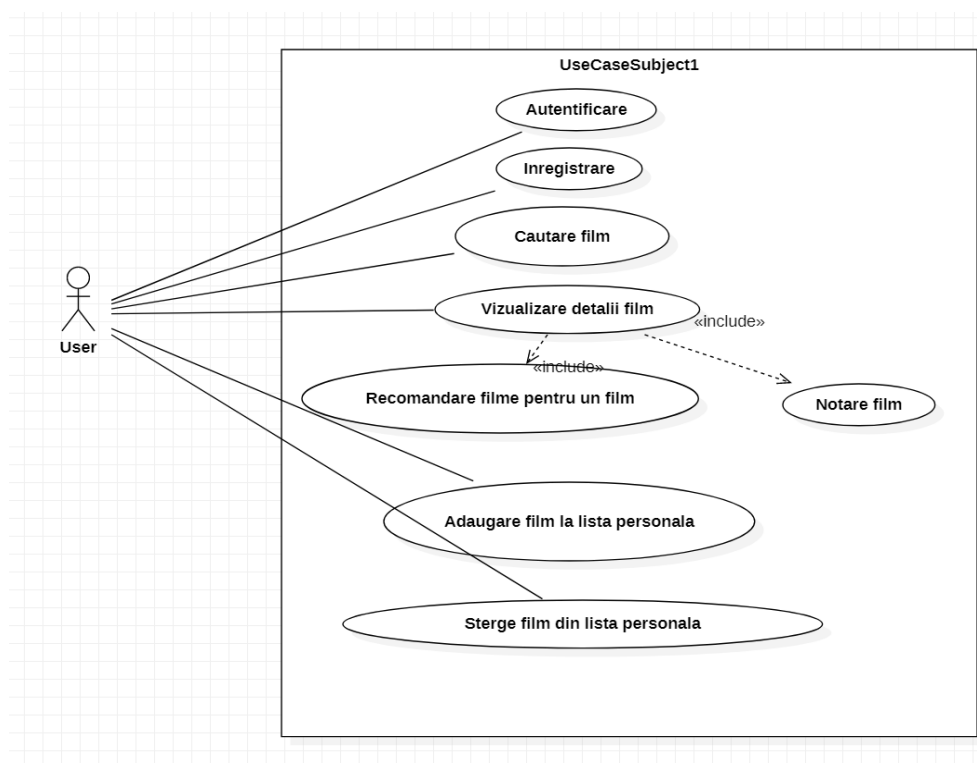 UseCaseSubject1
Autentificare
Inregistrare
Cautare film
Vizualizare detalii film
«include»
User
«include»
Recomandare filme pentru un film
Notare film
Adaugare film la lista personala
Sterge film din lista personala